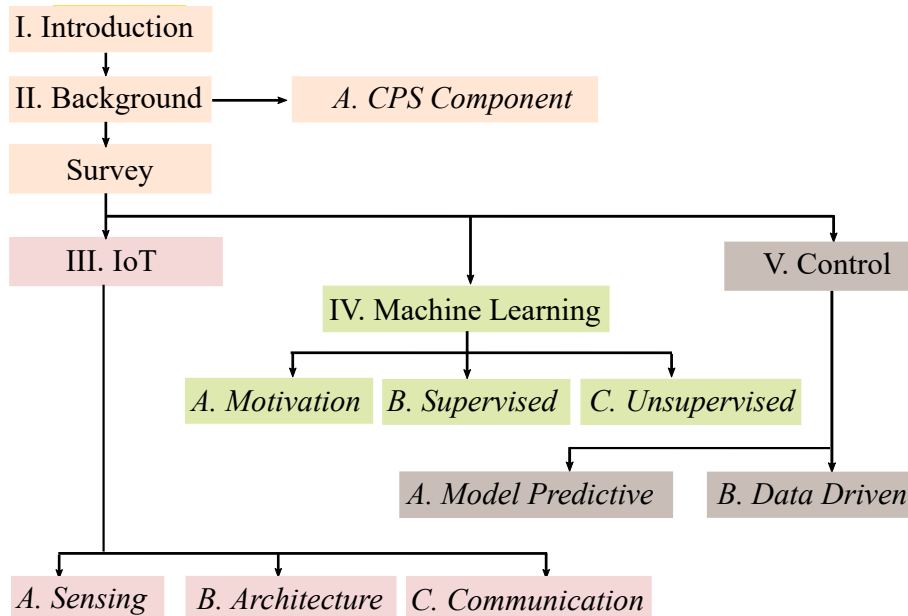 I. Introduction
II. Background
A. CPS Component
Survey
III. IoT
V. Control
IV. Machine Learning
A. Motivation
B. Supervised
C. Unsupervised
A. Model Predictive
B. Data Driven
A. Sensing
B. Architecture
C. Communication